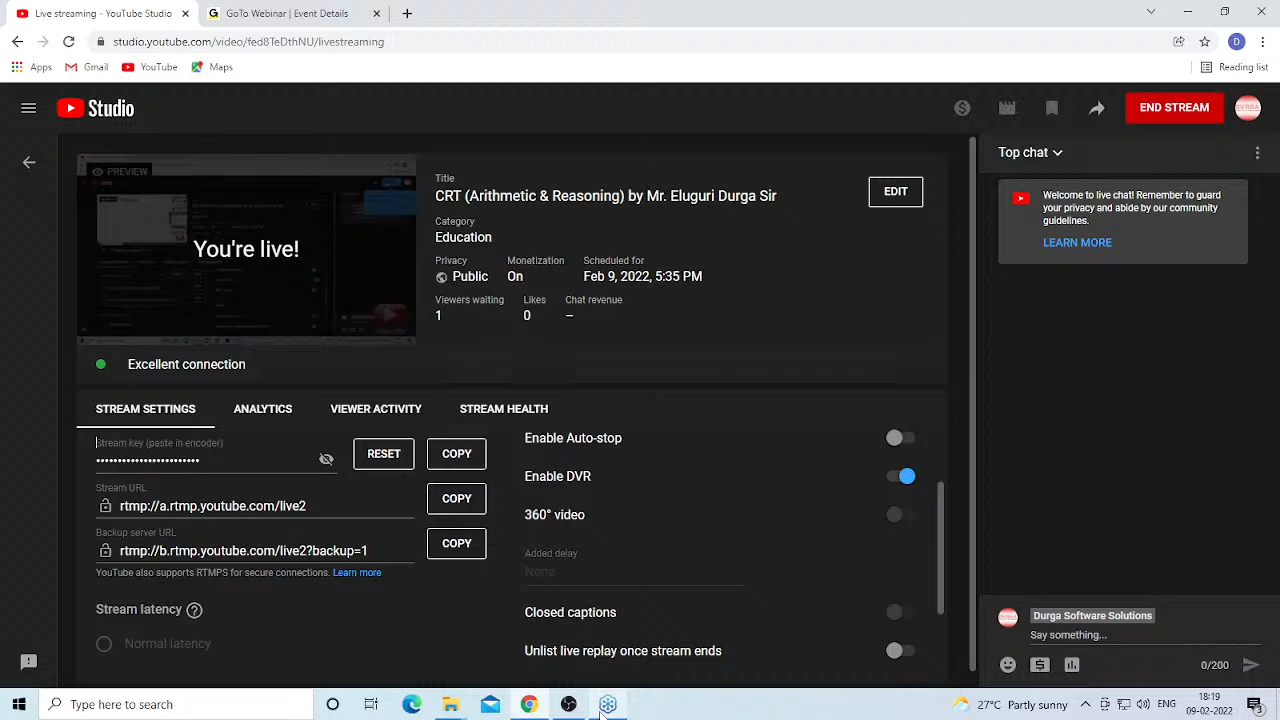 Live streaming - YouTube Studio
GoTo Webinar | Event Details
studio.youtube.com/video/fed8TeDthNU/livestreaming
D
Apps
Gmail
YouTube
Maps
Reading list
Studio
END STREAM
PREVIEW
You're live!
Title
CRT (Arithmetic & Reasoning) by Mr. Eluguri Durga Sir
EDIT
Category
Education
Privacy
Monetization
Scheduled for
Public
On
Feb 9, 2022, 5:35 PM
Viewers waiting
Likes
Chat revenue
1
0
–
Excellent connection
Top chat
Welcome to live chat! Remember to guard
your privacy and abide by our community
guidelines.
LEARN MORE
STREAM SETTINGS
ANALYTICS
VIEWER ACTIVITY
STREAM HEALTH
Stream key (paste in encoder)
••••••••••••••••••••••••
RESET
COPY
Stream URL
rtmp://a.rtmp.youtube.com/live2
COPY
Backup server URL
rtmp://b.rtmp.youtube.com/live2?backup=1
COPY
YouTube also supports RTMPS for secure connections. Learn more
Stream latency
Normal latency
Enable Auto-stop
Enable DVR
360° video
Added delay
None
Closed captions
Unlist live replay once stream ends
Durga Software Solutions
Say something...
0/200
Type here to search
27°C Partly sunny
ENG
18:19
09-02-2022
3